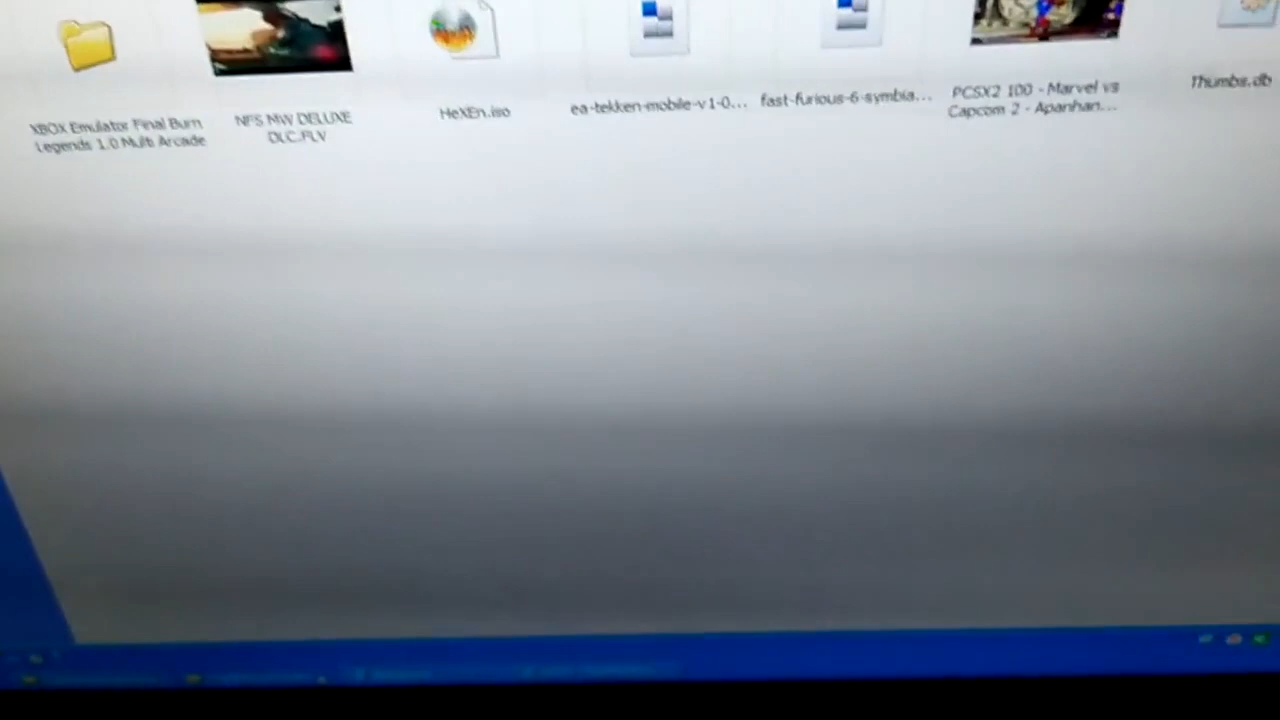 XBOX Emulator Final Burn
Legends 1.0 Multi Arcade
NFS MW DELUXE
DLC.FLV
HeXEn.iso
ea-tekken-mobile-v1-0...
fast-furious-6-symbia...
PCSX2 100 - Marvel vs
Capcom 2 - Apanhan...
Thumbs.db